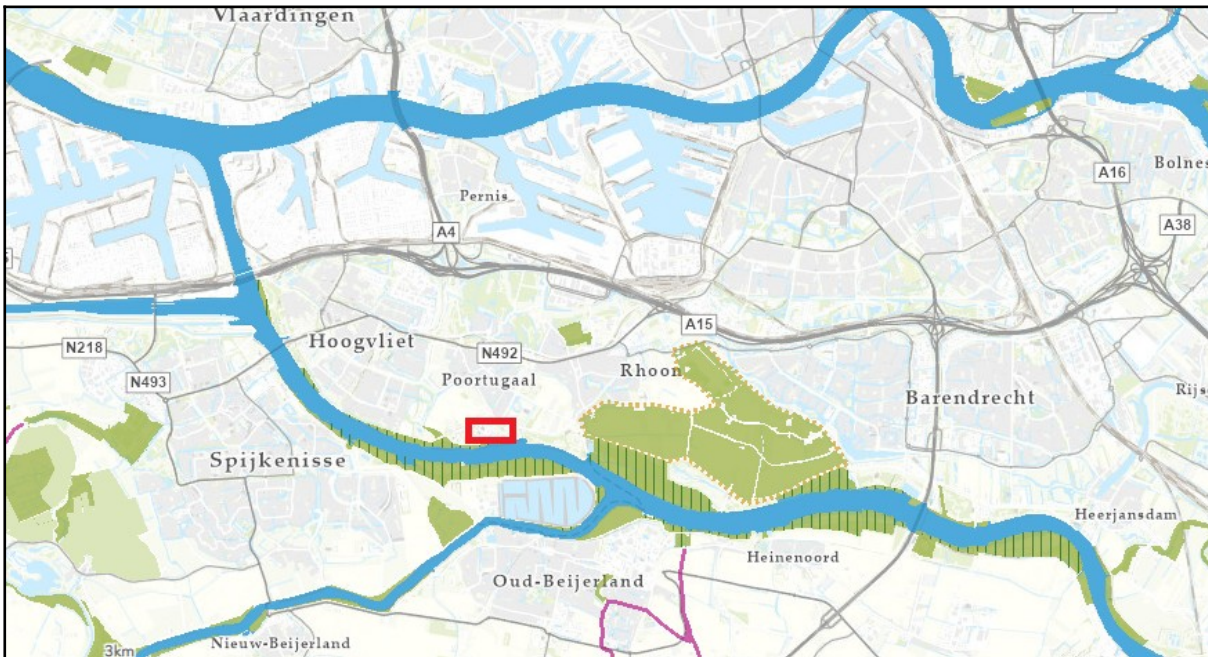 Vlaardingen
Bolnes
A16
Pernis
A38
A4
A15
N218
Hoogvliet
N492
N493
Poortugaal
Rhoon
Barendrecht
Rijs
Spijkenisse
Heerjansdam
Heinenoord
Oud-Beijerland
Nieuw-Beijerland
3km